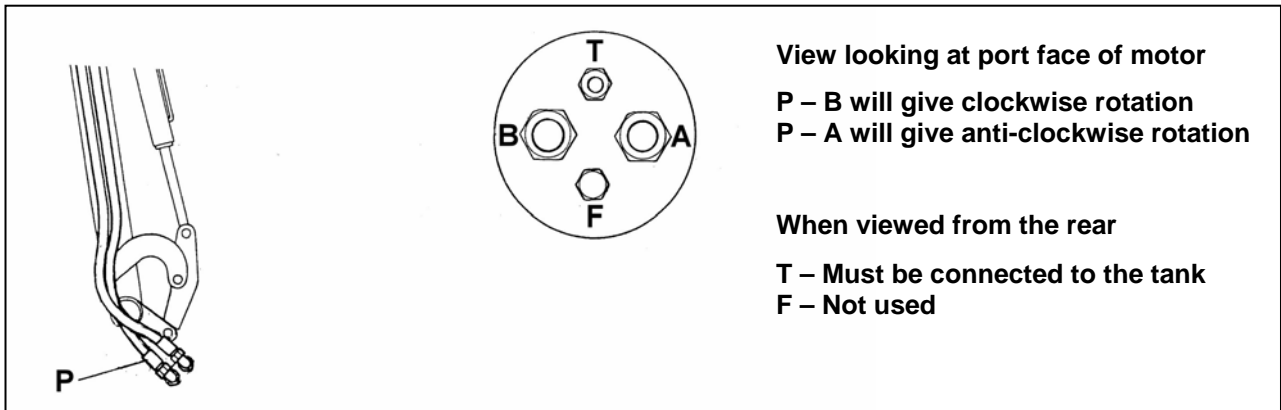 T
B
A
F
P
View looking at port face of motor
P – B will give clockwise rotation
P – A will give anti-clockwise rotation
When viewed from the rear
T – Must be connected to the tank
F – Not used